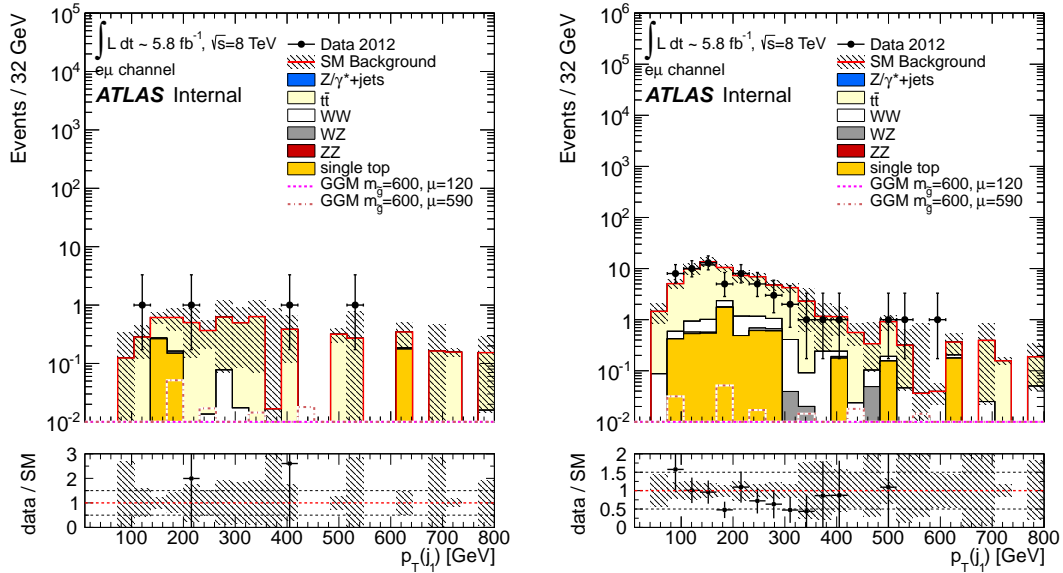 Events / 32 GeV
10⁵
10⁴
10³
10²
10
1
10⁻¹
10⁻²
∫ L dt ~ 5.8 fb⁻¹, √s=8 TeV
eμ channel
ATLAS Internal
Data 2012
SM Background
Z/γ*+jets
tt̄
WW
WZ
ZZ
single top
GGM m_g̃=600, μ=120
GGM m_g̃=600, μ=590
data / SM
3
2
1
0
100 200 300 400 500 600 700 800
p_T(j₁) [GeV]
Events / 32 GeV
10⁶
10⁵
10⁴
10³
10²
10
1
10⁻¹
10⁻²
∫ L dt ~ 5.8 fb⁻¹, √s=8 TeV
eμ channel
ATLAS Internal
Data 2012
SM Background
Z/γ*+jets
tt̄
WW
WZ
ZZ
single top
GGM m_g̃=600, μ=120
GGM m_g̃=600, μ=590
data / SM
2
1.5
1
0.5
0
100 200 300 400 500 600 700 800
p_T(j₁) [GeV]